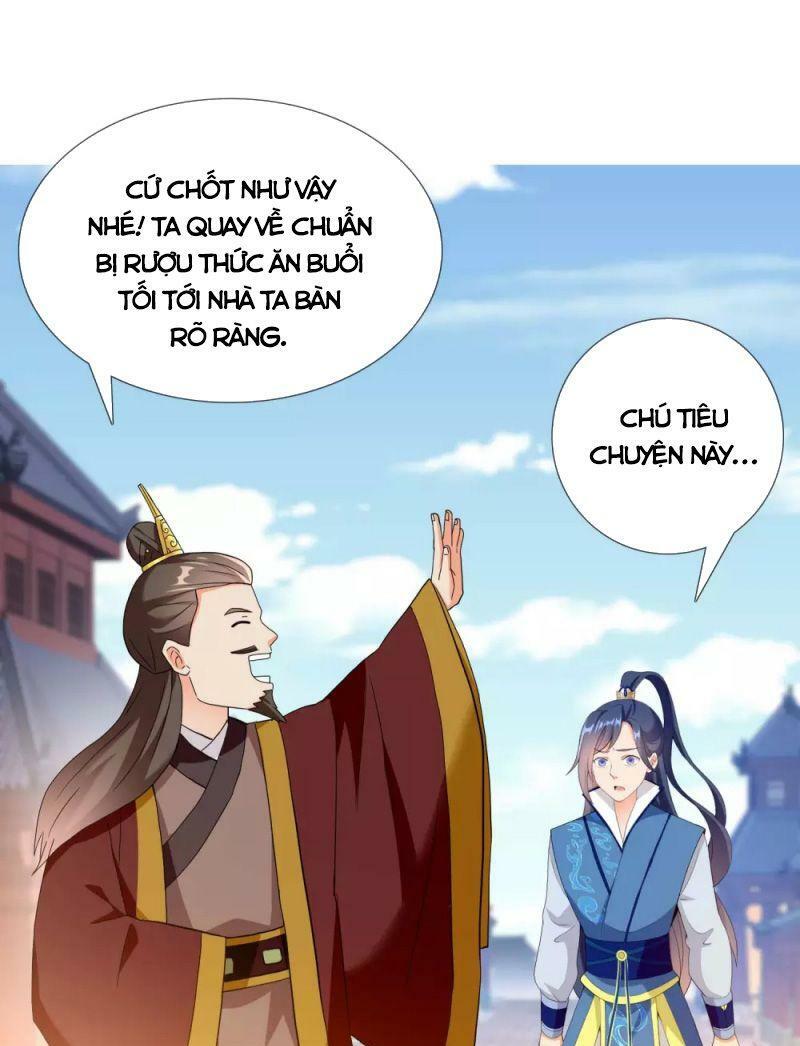 CỨ CHỐT NHƯ VẬY
NHÉ! TA QUAY VỀ CHUẨN
BỊ RƯỢU THỨC ĂN BUỔI
TỐI TỚI NHÀ TA BÀN
RÕ RÀNG.
CHÚ TIÊU
CHUYỆN NÀY...